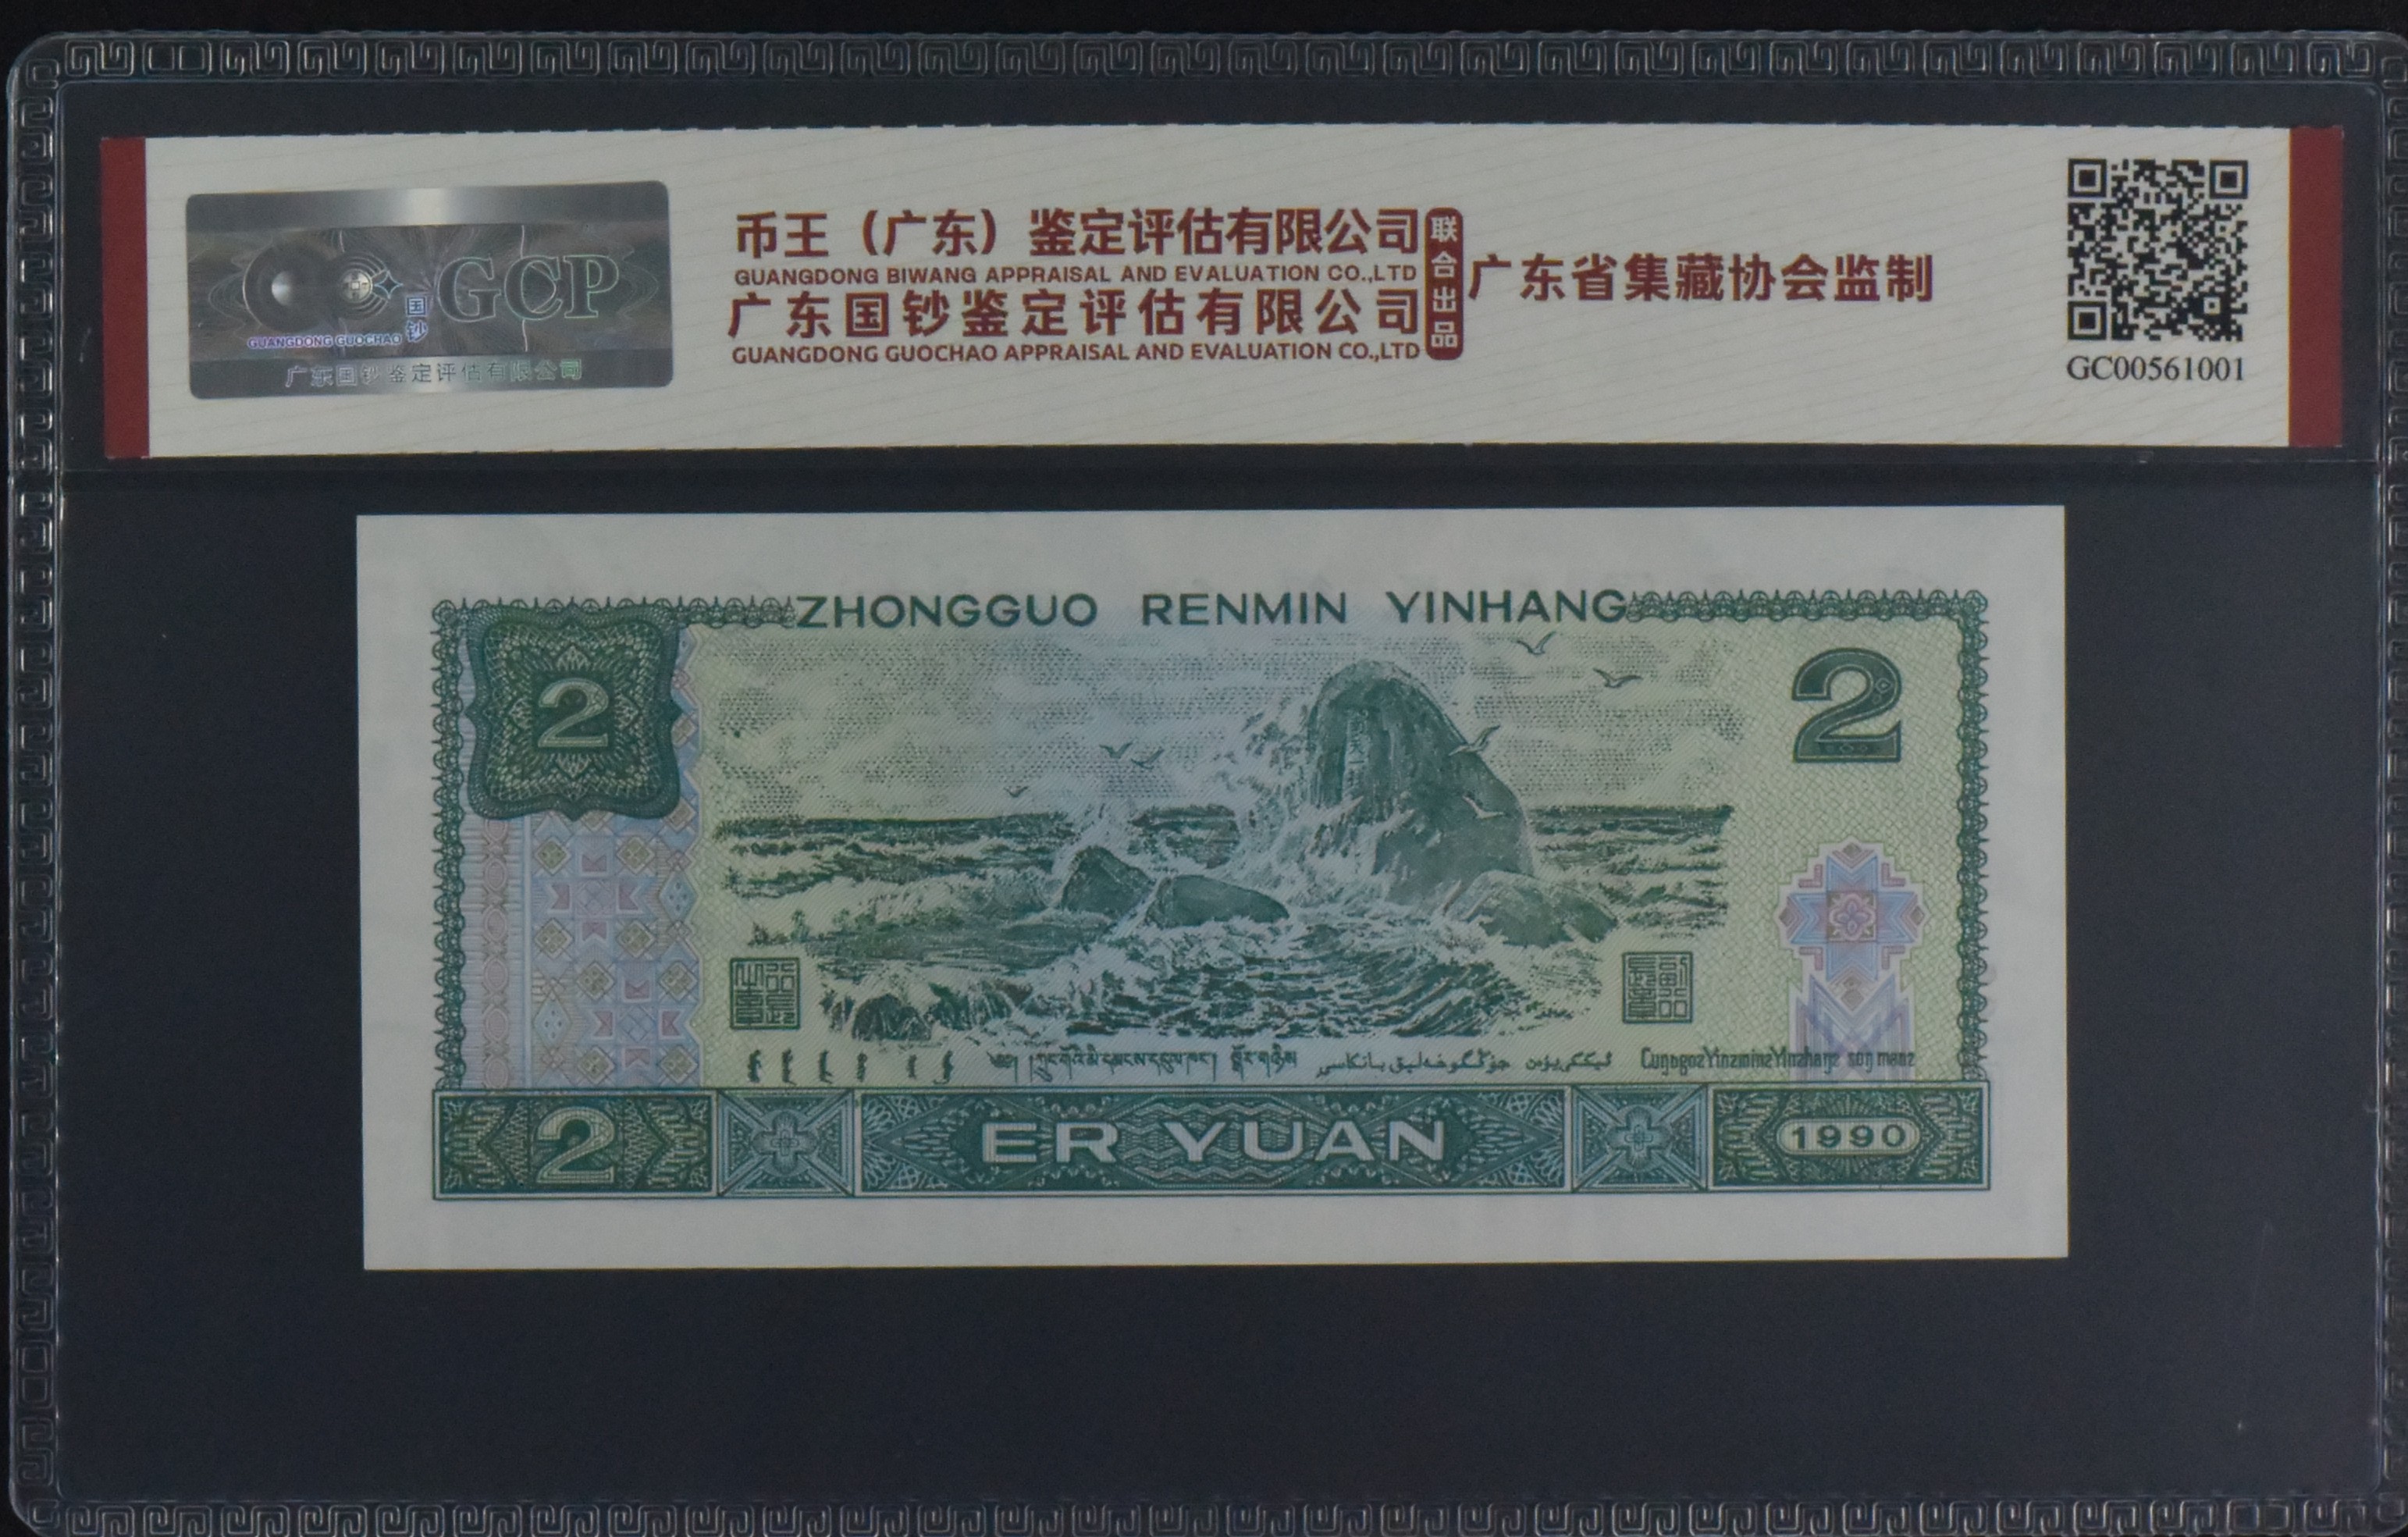 GCP
国钞
GUANGDONG GUOCHAO
广东国钞鉴定评估有限公司
币王（广东）鉴定评估有限公司
GUANGDONG BIWANG APPRAISAL AND EVALUATION CO.,LTD
广东国钞鉴定评估有限公司
GUANGDONG GUOCHAO APPRAISAL AND EVALUATION CO.,LTD
联合出品
广东省集藏协会监制
GC00561001
ZHONGGUO RENMIN YINHANG
2
2
CuŋƨgozYinzminzYinzhaŋz soŋ manz
2
ER YUAN
1990